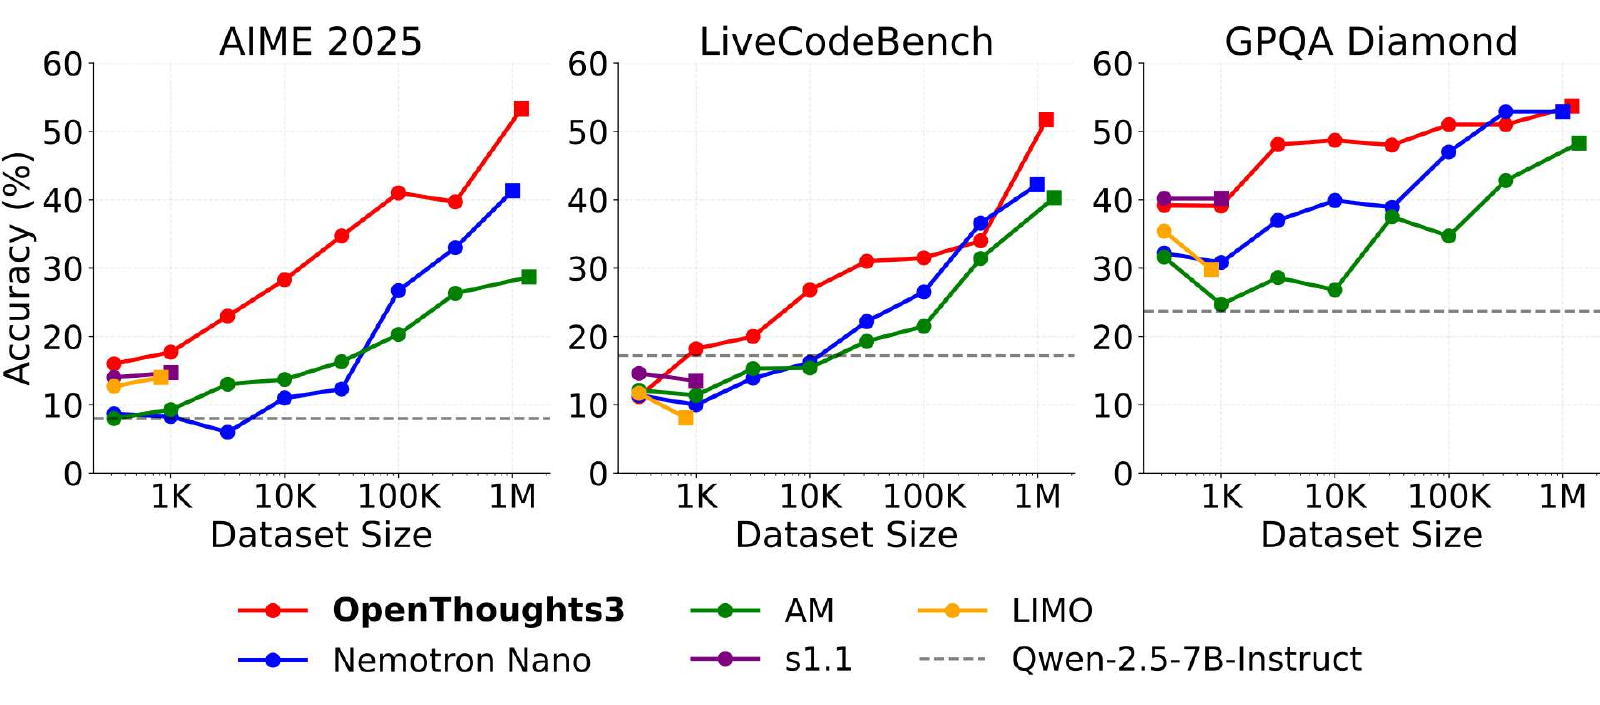 AIME 2025
LiveCodeBench
GPQA Diamond
Accuracy (%)
60
50
40
30
20
10
0
1K 10K 100K 1M
Dataset Size
60
50
40
30
20
10
0
1K 10K 100K 1M
Dataset Size
60
50
40
30
20
10
0
1K 10K 100K 1M
Dataset Size
OpenThoughts3
AM
LIMO
Nemotron Nano
s1.1
Qwen-2.5-7B-Instruct